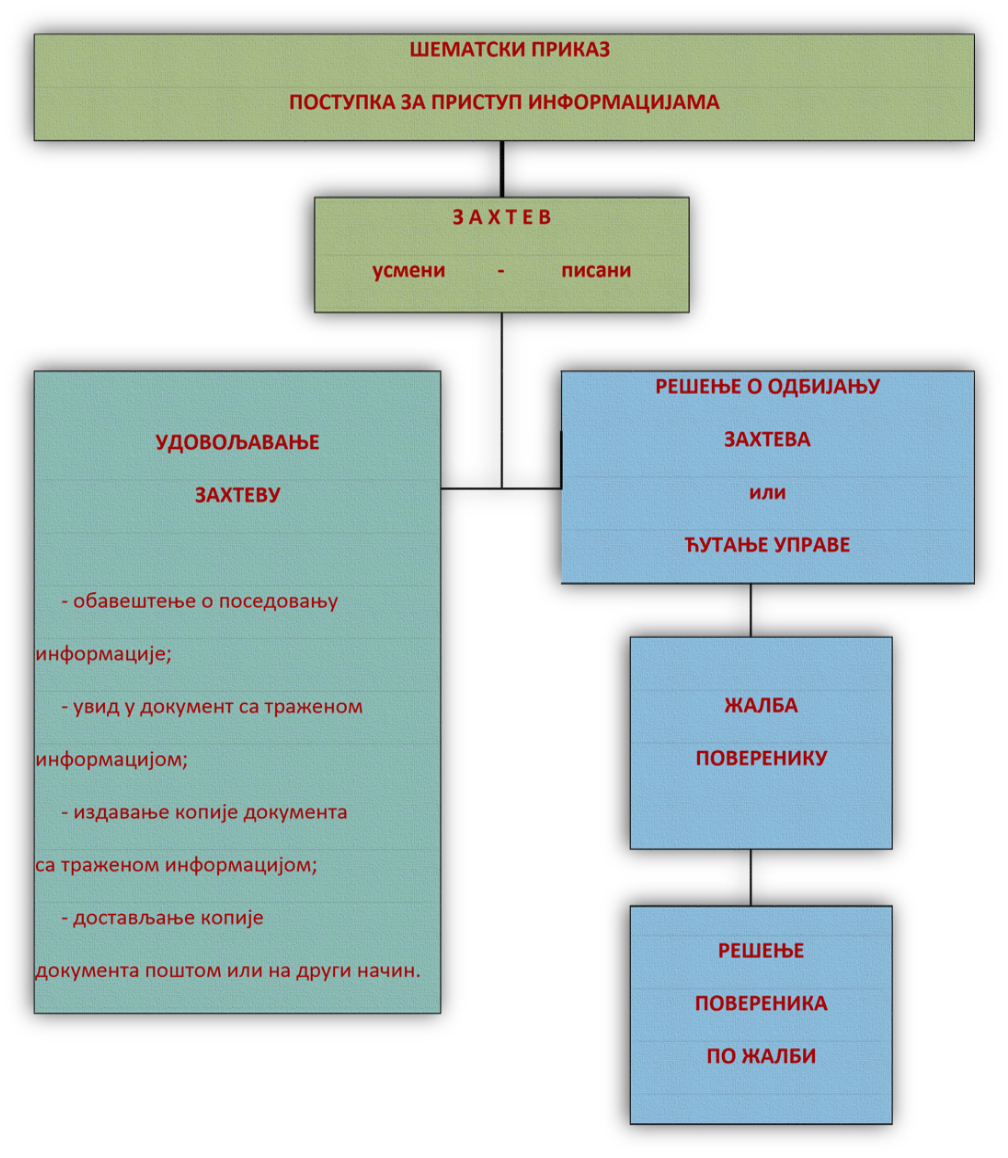 ШЕМАТСКИ ПРИКАЗ
ПОСТУПКА ЗА ПРИСТУП ИНФОРМАЦИЈАМА
З А Х Т Е В
усмени - писани
УДОВОЉАВАЊЕ
ЗАХТЕВУ
- обавештење о поседовању
информације;
- увид у документ са траженом
информацијом;
- издавање копије документа
са траженом информацијом;
- достављање копије
документа поштом или на други начин.
РЕШЕЊЕ О ОДБИЈАЊУ
ЗАХТЕВА
или
ЋУТАЊЕ УПРАВЕ
ЖАЛБА
ПОВЕРЕНИКУ
РЕШЕЊЕ
ПОВЕРЕНИКА
ПО ЖАЛБИ